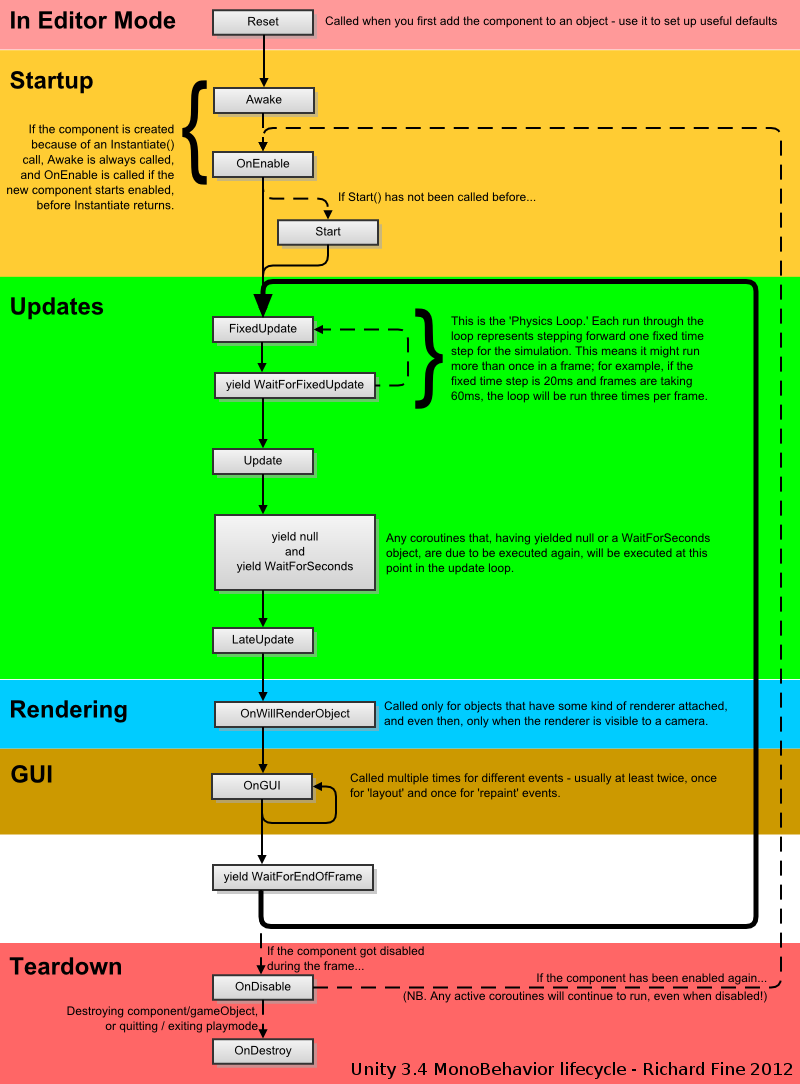 In Editor Mode
Reset
Called when you first add the component to an object - use it to set up useful defaults
Startup
Awake
If the component is created
because of an Instantiate()
call, Awake is always called,
and OnEnable is called if the
new component starts enabled,
before Instantiate returns.
OnEnable
If Start() has not been called before...
Start
Updates
FixedUpdate
This is the 'Physics Loop.' Each run through the
loop represents stepping forward one fixed time
step for the simulation. This means it might run
more than once in a frame; for example, if the
fixed time step is 20ms and frames are taking
60ms, the loop will be run three times per frame.
yield WaitForFixedUpdate
Update
yield null
and
yield WaitForSeconds
Any coroutines that, having yielded null or a WaitForSeconds
object, are due to be executed again, will be executed at this
point in the update loop.
LateUpdate
Rendering
OnWillRenderObject
Called only for objects that have some kind of renderer attached,
and even then, only when the renderer is visible to a camera.
GUI
OnGUI
Called multiple times for different events - usually at least twice, once
for 'layout' and once for 'repaint' events.
yield WaitForEndOfFrame
Teardown
If the component got disabled
during the frame...
OnDisable
If the component has been enabled again...
(NB. Any active coroutines will continue to run, even when disabled!)
Destroying component/gameObject,
or quitting / exiting playmode
OnDestroy
Unity 3.4 MonoBehavior lifecycle - Richard Fine 2012